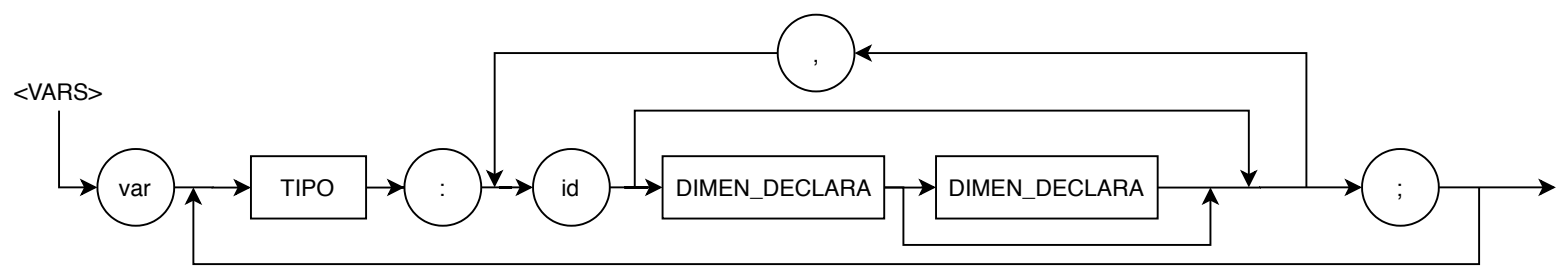 ,
<VARS>
var TIPO : id DIMEN_DECLARA DIMEN_DECLARA ;